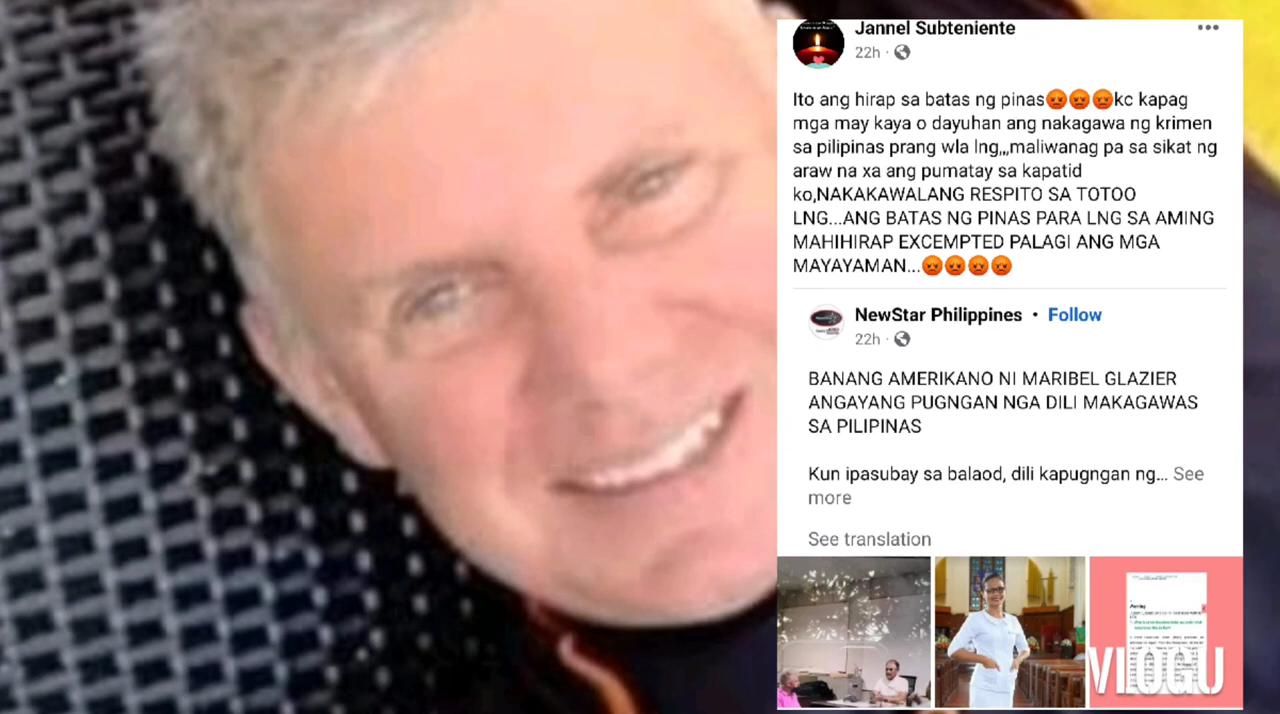 Jannel Subteniente
22h
Ito ang hirap sa batas ng pinas😡😡😡kc kapag
mga may kaya o dayuhan ang nakagawa ng krimen
sa pilipinas prang wla lng,,,maliwanag pa sa sikat ng
araw na xa ang pumatay sa kapatid
ko,NAKAKAWALANG RESPITO SA TOTOO
LNG...ANG BATAS NG PINAS PARA LNG SA AMING
MAHIHIRAP EXCEMPTED PALAGI ANG MGA
MAYAYAMAN...😡😡😡😡
NewStar Philippines • Follow
22h
BANANG AMERIKANO NI MARIBEL GLAZIER
ANGAYANG PUGNGAN NGA DILI MAKAGAWAS
SA PILIPINAS
Kun ipasubay sa balaod, dili kapugngan ng... See
more
See translation
VLOGU